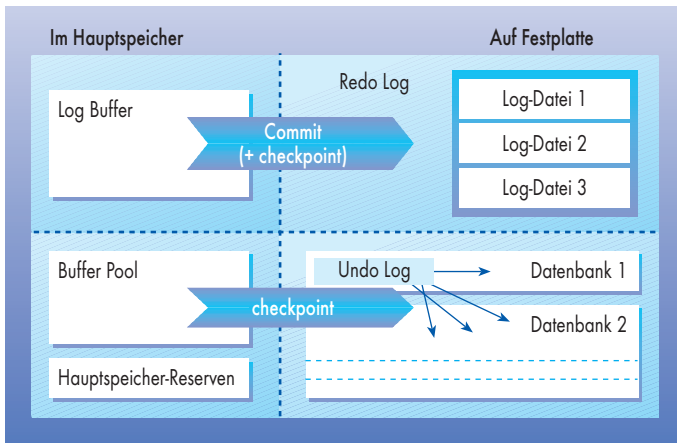 Im Hauptspeicher
Auf Festplatte
Log Buffer
Commit
(+ checkpoint)
Redo Log
Log-Datei 1
Log-Datei 2
Log-Datei 3
Buffer Pool
checkpoint
Undo Log
Datenbank 1
Datenbank 2
Hauptspeicher-Reserven